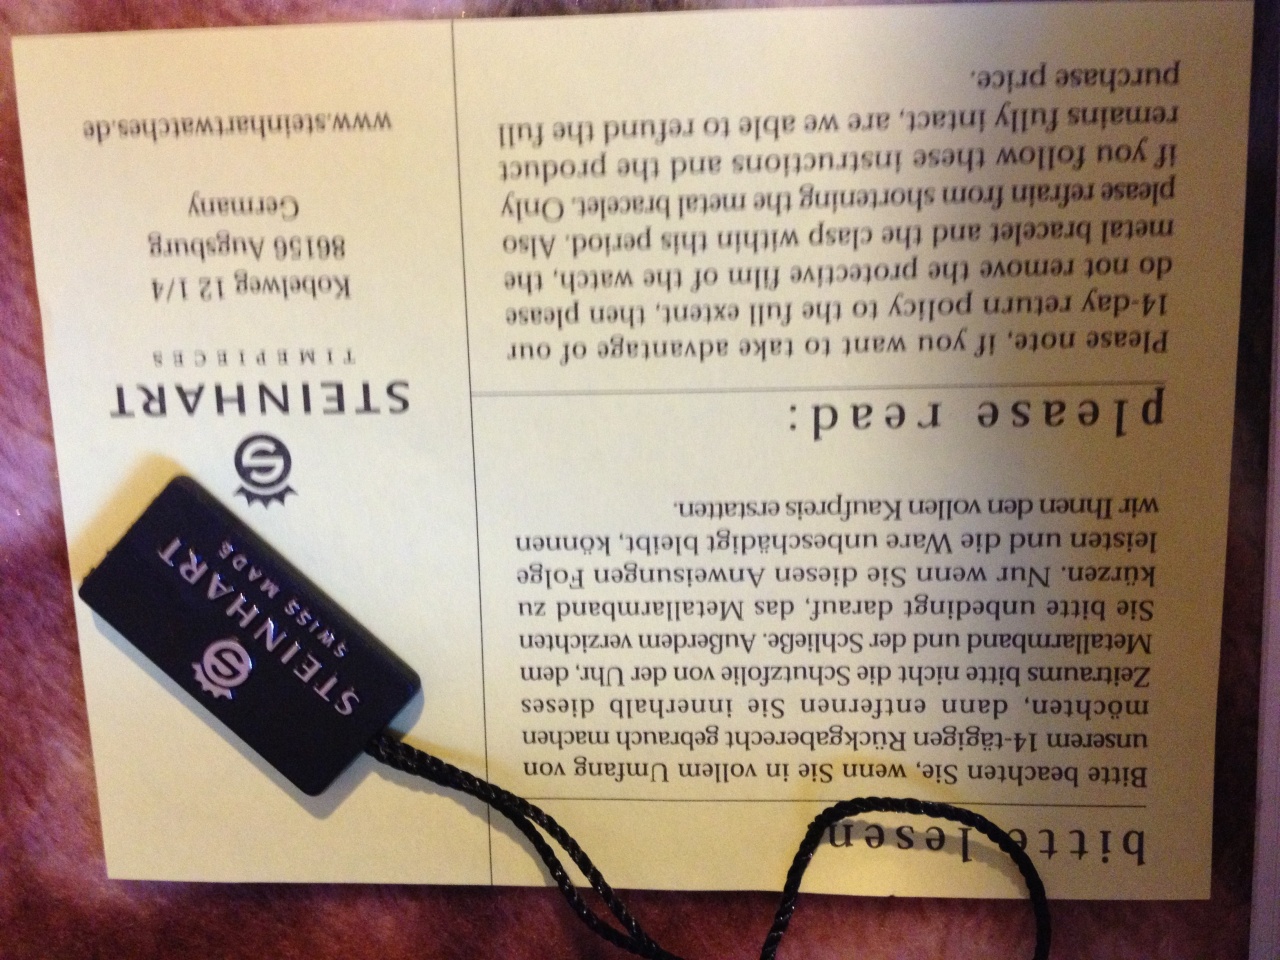 bitte lesen
Bitte beachten Sie, wenn Sie in vollem Umfang von
unserem 14-tägigen Rückgaberecht gebrauch machen
möchten, dann entfernen Sie innerhalb dieses
Zeitraums bitte nicht die Schutzfolie von der Uhr, dem
Metallarmband und der Schließe. Außerdem verzichten
Sie bitte unbedingt darauf, das Metallarmband zu
kürzen. Nur wenn Sie diesen Anweisungen Folge
leisten und die Ware unbeschädigt bleibt, können
wir Ihnen den vollen Kaufpreis erstatten.
please read:
Please note, if you want to take advantage of our
14-day return policy to the full extent, then please
do not remove the protective film of the watch, the
metal bracelet and the clasp within this period. Also
please refrain from shortening the metal bracelet. Only
if you follow these instructions and the product
remains fully intact, are we able to refund the full
purchase price.
S
STEINHART
TIMEPIECES
Kobelweg 12 1/4
86156 Augsburg
Germany
www.steinhartwatches.de
S
STEINHART
SWISS MADE